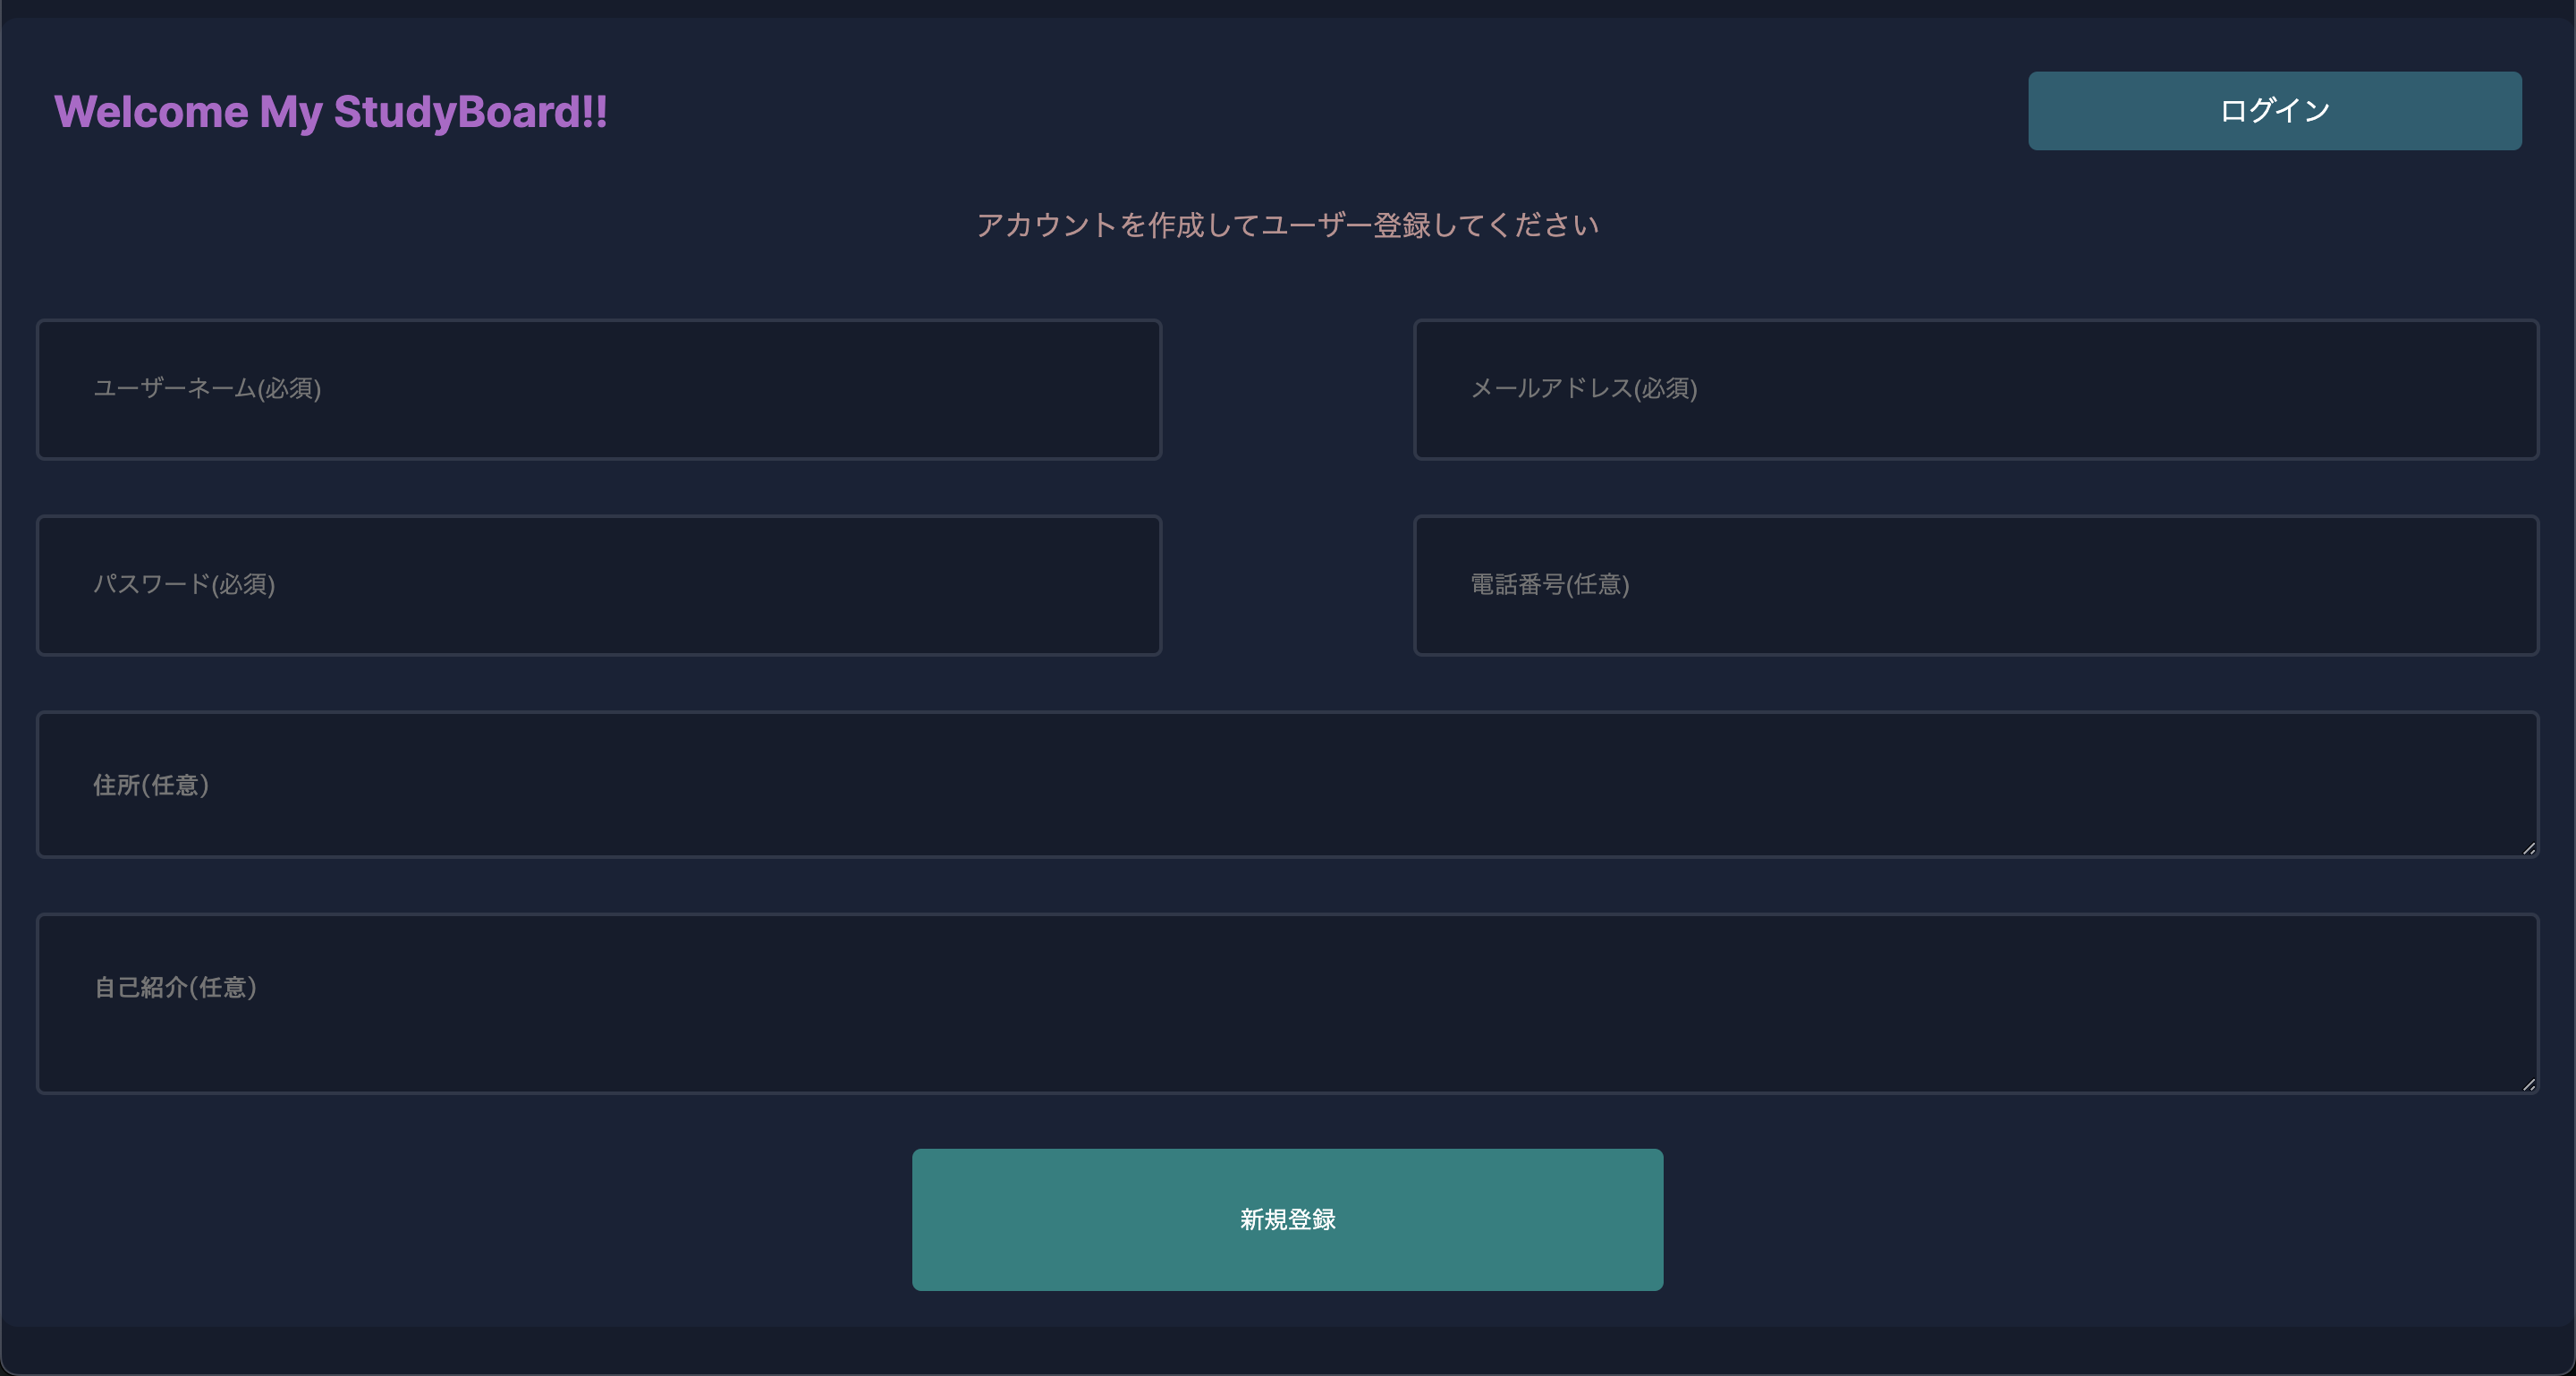 Welcome My StudyBoard!!
ログイン
アカウントを作成してユーザー登録してください
ユーザーネーム(必須)
メールアドレス(必須)
パスワード(必須)
電話番号(任意)
住所(任意)
自己紹介(任意)
新規登録